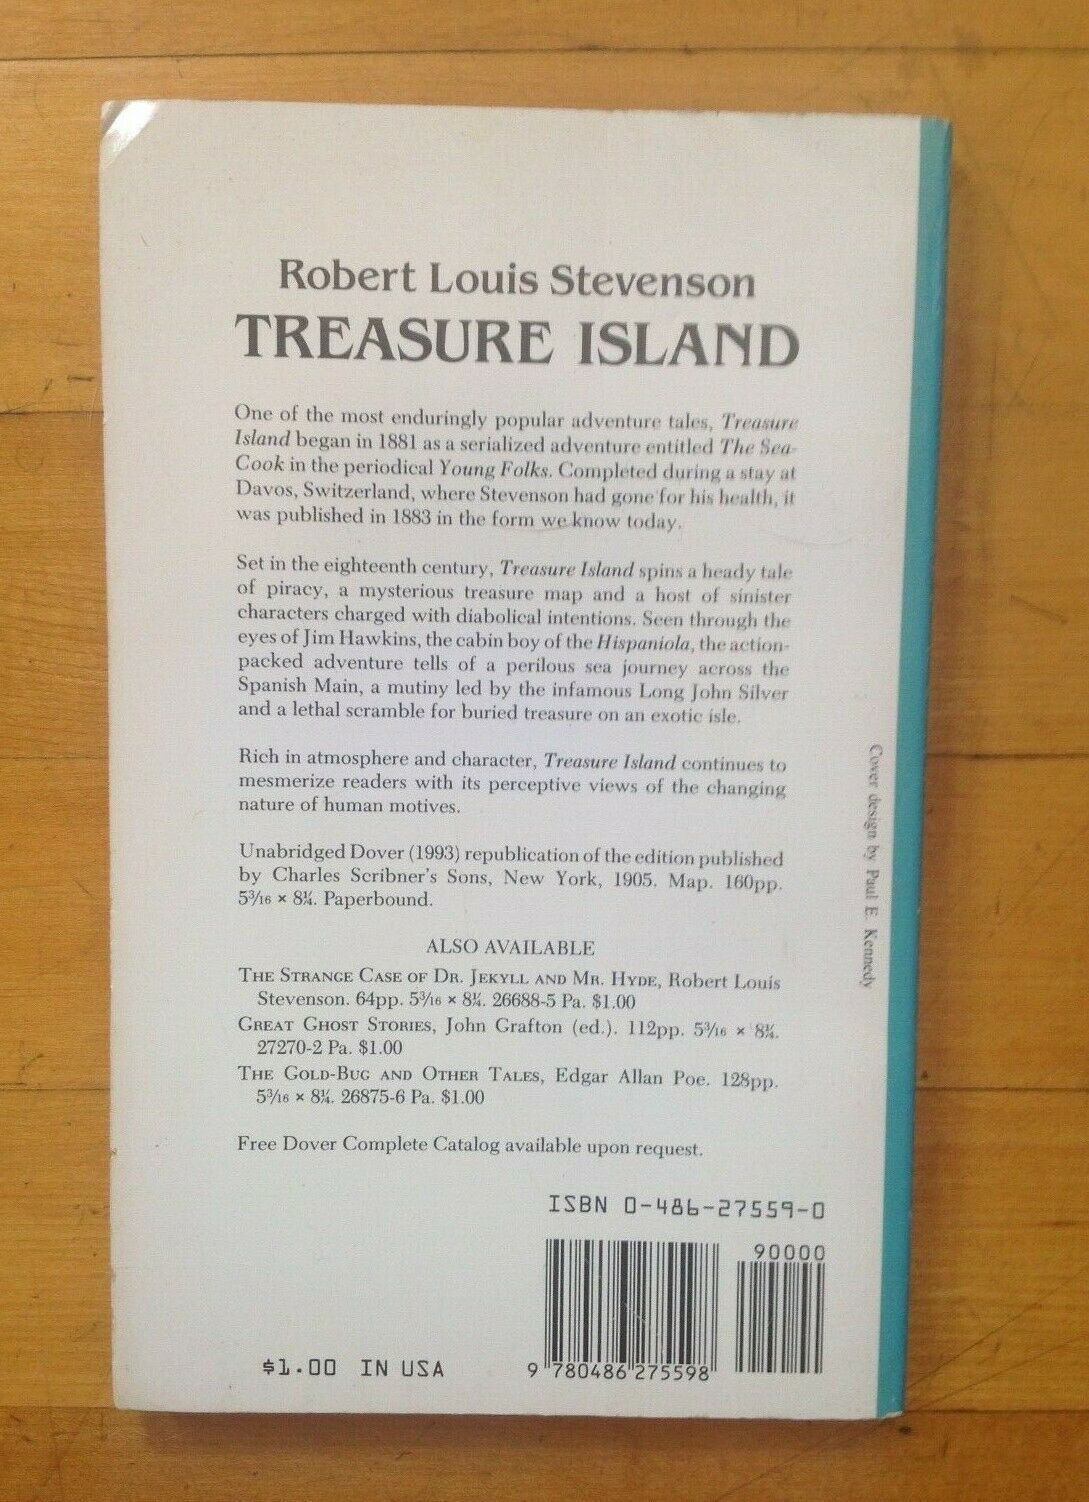 Robert Louis Stevenson
TREASURE ISLAND
One of the most enduringly popular adventure tales, Treasure
Island began in 1881 as a serialized adventure entitled The Sea-
Cook in the periodical Young Folks. Completed during a stay at
Davos, Switzerland, where Stevenson had gone for his health, it
was published in 1883 in the form we know today.
Set in the eighteenth century, Treasure Island spins a heady tale
of piracy, a mysterious treasure map and a host of sinister
characters charged with diabolical intentions. Seen through the
eyes of Jim Hawkins, the cabin boy of the Hispaniola, the action-
packed adventure tells of a perilous sea journey across the
Spanish Main, a mutiny led by the infamous Long John Silver
and a lethal scramble for buried treasure on an exotic isle.
Rich in atmosphere and character, Treasure Island continues to
mesmerize readers with its perceptive views of the changing
nature of human motives.
Unabridged Dover (1993) republication of the edition published
by Charles Scribner's Sons, New York, 1905. Map. 160pp.
5³⁄₁₆ × 8¼. Paperbound.
ALSO AVAILABLE
THE STRANGE CASE OF DR. JEKYLL AND MR. HYDE, Robert Louis
Stevenson. 64pp. 5³⁄₁₆ × 8¼. 26688-5 Pa. $1.00
GREAT GHOST STORIES, John Grafton (ed.). 112pp. 5³⁄₁₆ × 8¼.
27270-2 Pa. $1.00
THE GOLD-BUG AND OTHER TALES, Edgar Allan Poe. 128pp.
5³⁄₁₆ × 8¼. 26875-6 Pa. $1.00
Free Dover Complete Catalog available upon request.
Cover design by Paul E. Kennedy
ISBN 0-486-27559-0
90000
9 780486 275598
$1.00 IN USA